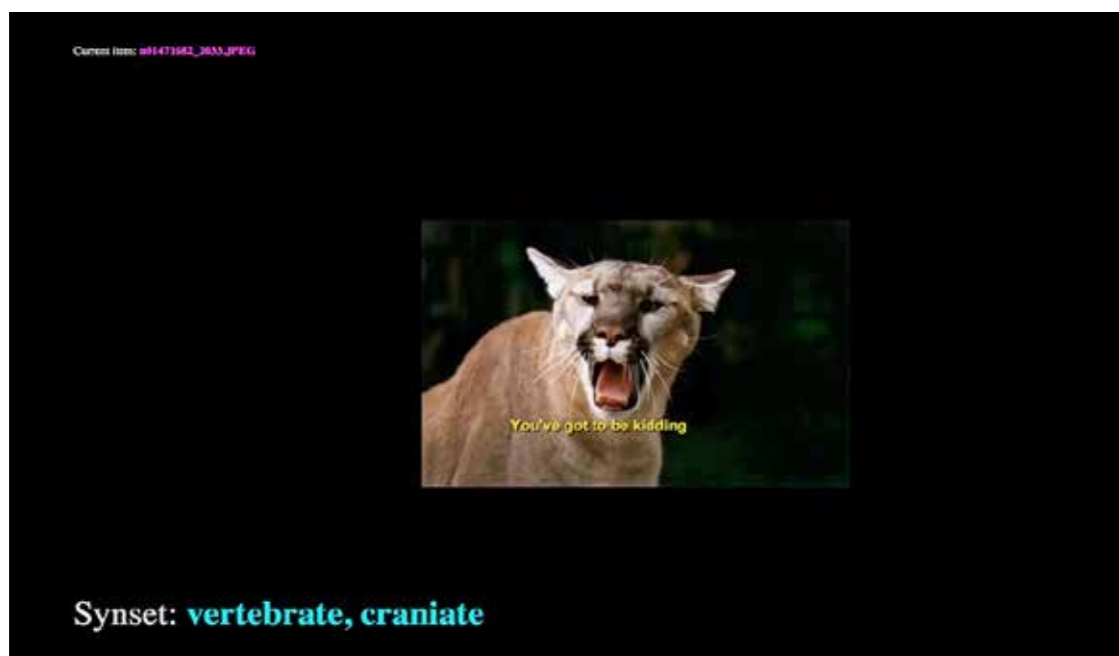 Current item: n01471682_2033.JPEG
You've got to be kidding
Synset: vertebrate, craniate